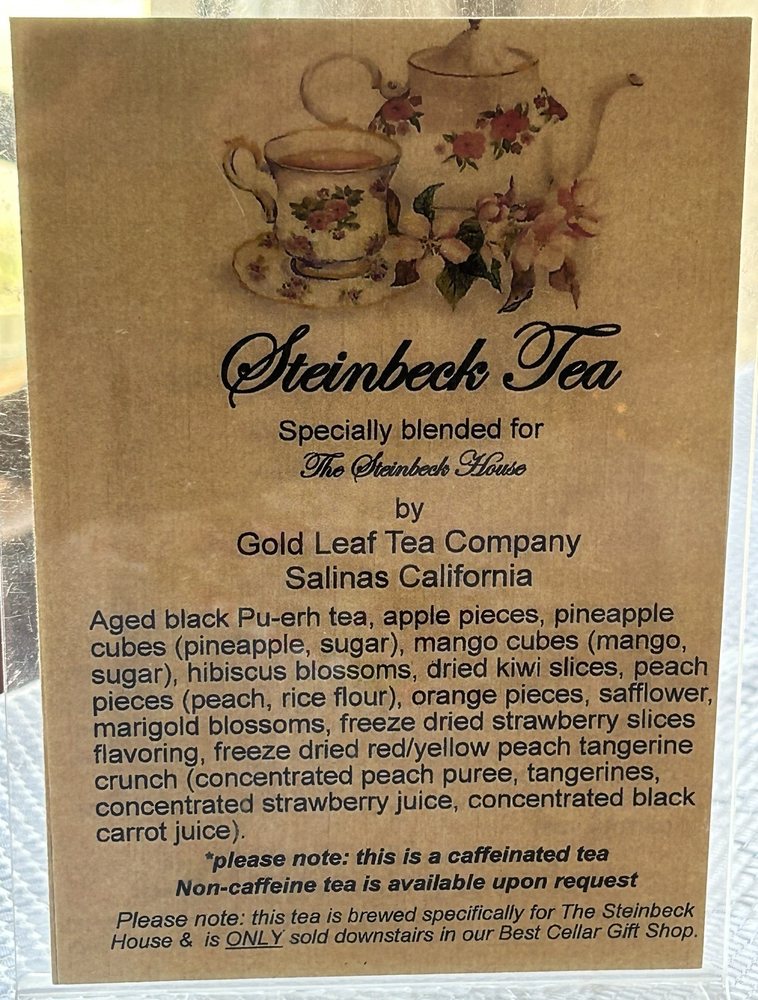 Steinbeck Tea
Specially blended for
The Steinbeck House
by
Gold Leaf Tea Company
Salinas California
Aged black Pu-erh tea, apple pieces, pineapple
cubes (pineapple, sugar), mango cubes (mango,
sugar), hibiscus blossoms, dried kiwi slices, peach
pieces (peach, rice flour), orange pieces, safflower,
marigold blossoms, freeze dried strawberry slices
flavoring, freeze dried red/yellow peach tangerine
crunch (concentrated peach puree, tangerines,
concentrated strawberry juice, concentrated black
carrot juice).
*please note: this is a caffeinated tea
Non-caffeine tea is available upon request
Please note: this tea is brewed specifically for The Steinbeck
House & is ONLY sold downstairs in our Best Cellar Gift Shop.